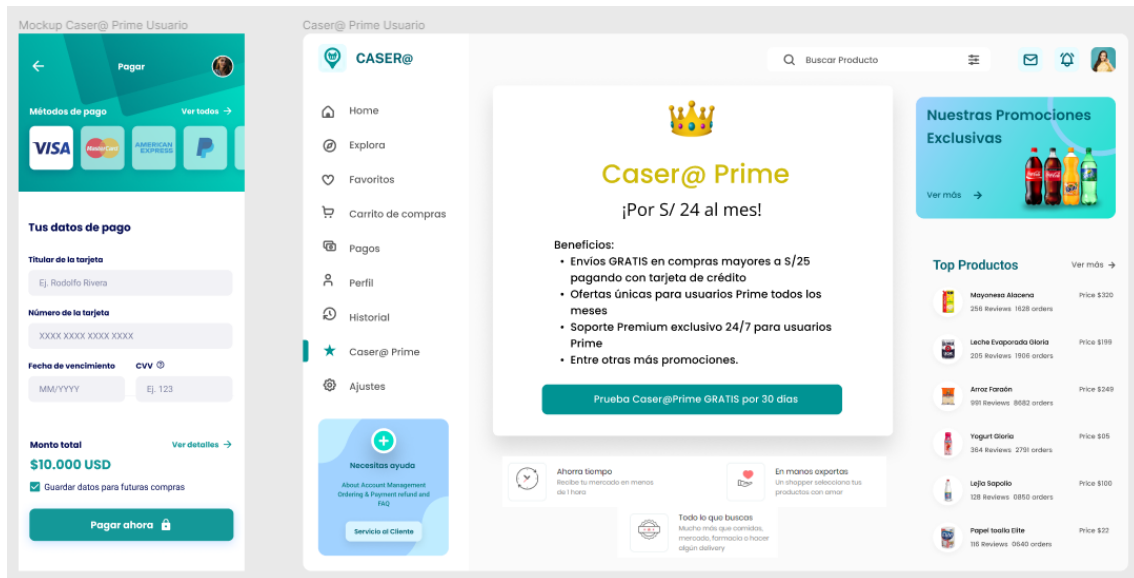 Mockup Caser@ Prime Usuario
Pagar
Métodos de pago
Ver todos →
VISA
MasterCard
AMERICAN
EXPRESS
Tus datos de pago
Titular de la tarjeta
Ej. Rodolfo Rivera
Número de la tarjeta
XXXX XXXX XXXX XXXX
Fecha de vencimiento
CVV
MM/YYYY
Ej. 123
Monto total
Ver detalles →
$10.000 USD
Guardar datos para futuras compras
Pagar ahora
Caser@ Prime Usuario
CASER@
Buscar Producto
Home
Explora
Favoritos
Carrito de compras
Pagos
Perfil
Historial
Caser@ Prime
Ajustes
Necesitas ayuda
About Account Management
Ordering & Payment refund and
FAQ
Servicio al Cliente
Caser@ Prime
¡Por S/ 24 al mes!
Beneficios:
• Envíos GRATIS en compras mayores a S/25
pagando con tarjeta de crédito
• Ofertas únicas para usuarios Prime todos los
meses
• Soporte Premium exclusivo 24/7 para usuarios
Prime
• Entre otras más promociones.
Prueba Caser@Prime GRATIS por 30 días
Ahorra tiempo
Recibe tu mercado en menos
de 1 hora
En manos expertas
Un shopper selecciona tus
productos con amor
Todo lo que buscas
Mucho más que comidas,
mercado, farmacia o hacer
algún delivery
Nuestras Promociones
Exclusivas
Ver más →
Top Productos
Ver más →
Mayonesa Alacena
Price $320
256 Reviews 1628 orders
Leche Evaporada Gloria
Price $199
205 Reviews 1906 orders
Arroz Faraón
Price $249
991 Reviews 8682 orders
Yogurt Gloria
Price $05
364 Reviews 2791 orders
Lejía Sapolio
Price $100
128 Reviews 0850 orders
Papel toalla Elite
Price $22
116 Reviews 0640 orders